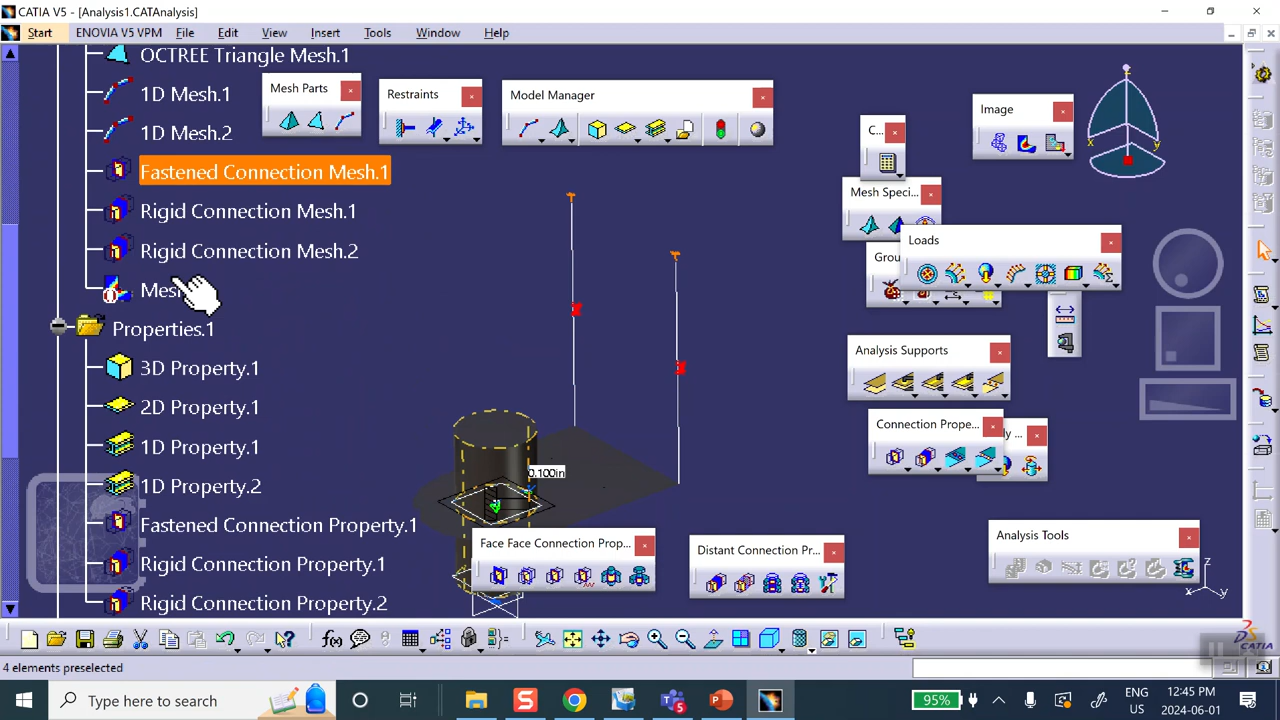 CATIA V5 - [Analysis1.CATAnalysis]
Start ENOVIA V5 VPM File Edit View Insert Tools Window Help
OCTREE Triangle Mesh.1
1D Mesh.1
1D Mesh.2
Fastened Connection Mesh.1
Rigid Connection Mesh.1
Rigid Connection Mesh.2
Mesh
Properties.1
3D Property.1
2D Property.1
1D Property.1
1D Property.2
Fastened Connection Property.1
Rigid Connection Property.1
Rigid Connection Property.2
Mesh Parts
Restraints
Model Manager
C...
Image
Mesh Speci...
Loads
Grou
Analysis Supports
Connection Prope...
y ...
Analysis Tools
Face Face Connection Prop...
Distant Connection Pr...
0.100in
x
y
z
x
y
z
f(x)
4 elements preselected
Type here to search
95%
ENG
US
12:45 PM
2024-06-01